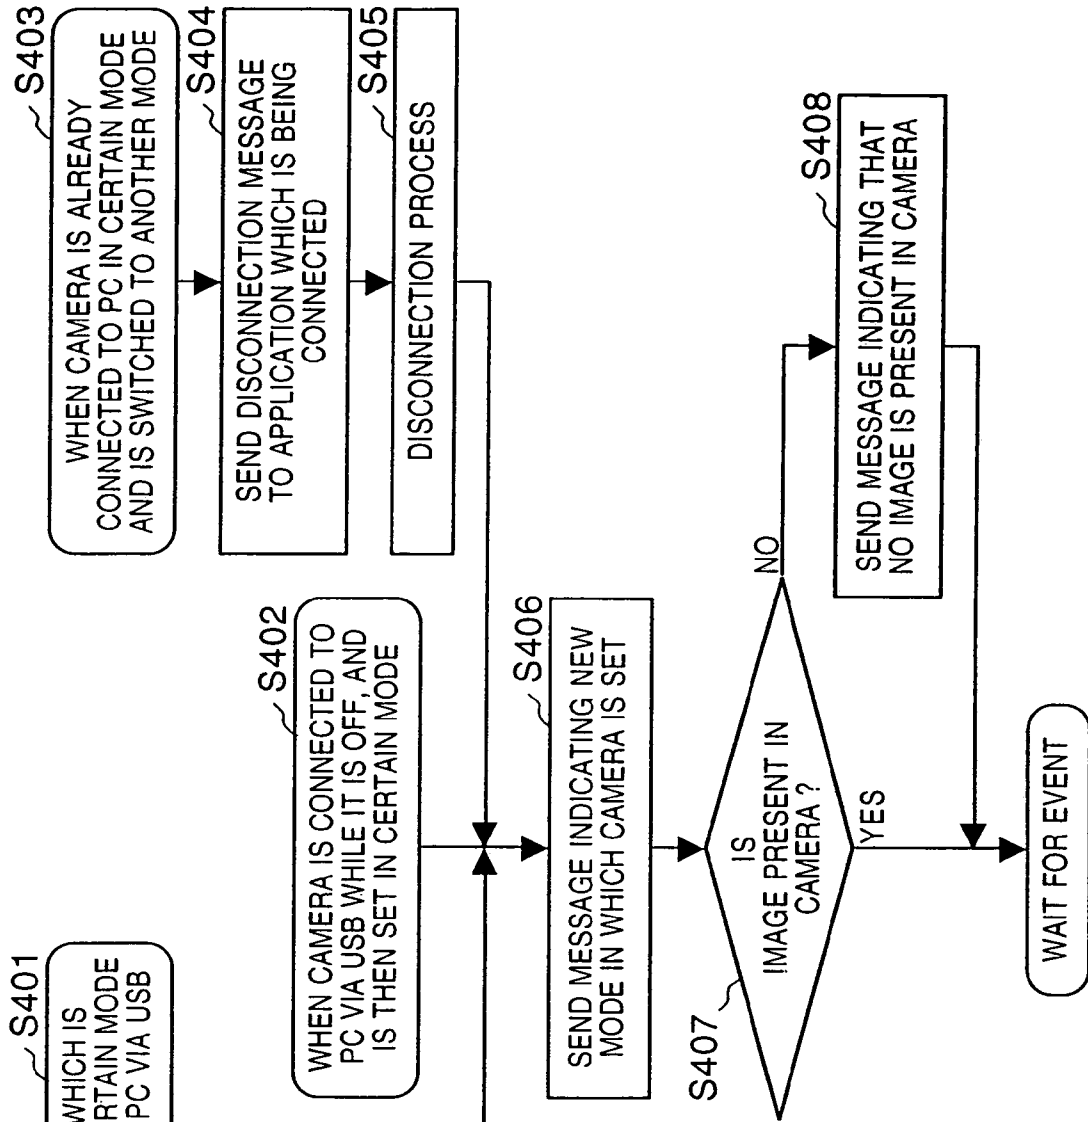 S401
WHICH IS
RTAIN MODE
PC VIA USB
S402
WHEN CAMERA IS CONNECTED TO
PC VIA USB WHILE IT IS OFF, AND
IS THEN SET IN CERTAIN MODE
S403
WHEN CAMERA IS ALREADY
CONNECTED TO PC IN CERTAIN MODE
AND IS SWITCHED TO ANOTHER MODE
S404
SEND DISCONNECTION MESSAGE
TO APPLICATION WHICH IS BEING
CONNECTED
S405
DISCONNECTION PROCESS
S406
SEND MESSAGE INDICATING NEW
MODE IN WHICH CAMERA IS SET
S407
IS
IMAGE PRESENT IN
CAMERA ?
NO
YES
S408
SEND MESSAGE INDICATING THAT
NO IMAGE IS PRESENT IN CAMERA
WAIT FOR EVENT